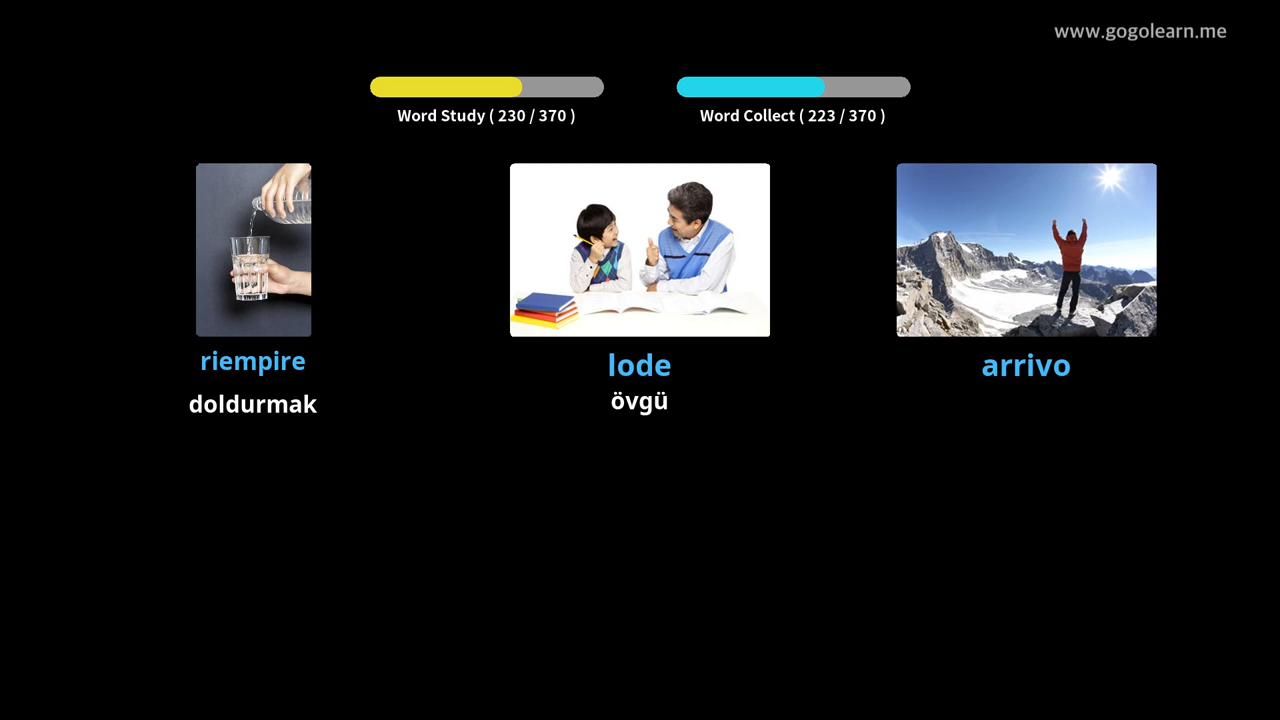 www.gogolearn.me
Word Study ( 230 / 370 )
Word Collect ( 223 / 370 )
riempire
doldurmak
lode
övgü
arrivo